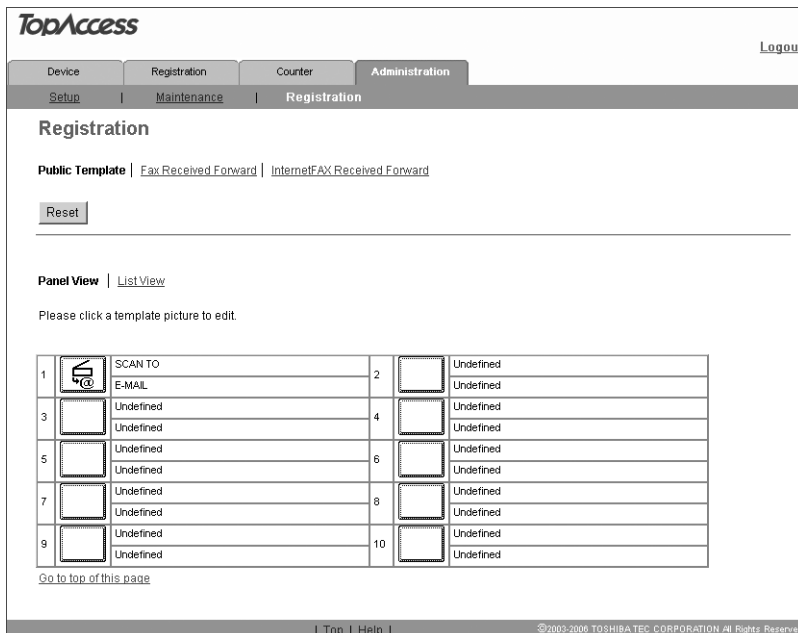 TopAccess
Logou
Device Registration Counter Administration
Setup | Maintenance | Registration
Registration
Public Template | Fax Received Forward | InternetFAX Received Forward
Reset
Panel View | List View
Please click a template picture to edit.
1 @ SCAN TO E-MAIL 2 Undefined Undefined
3 Undefined Undefined 4 Undefined Undefined
5 Undefined Undefined 6 Undefined Undefined
7 Undefined Undefined 8 Undefined Undefined
9 Undefined Undefined 10 Undefined Undefined
Go to top of this page
| Top | Help | ©2003-2006 TOSHIBA TEC CORPORATION All Rights Reserve